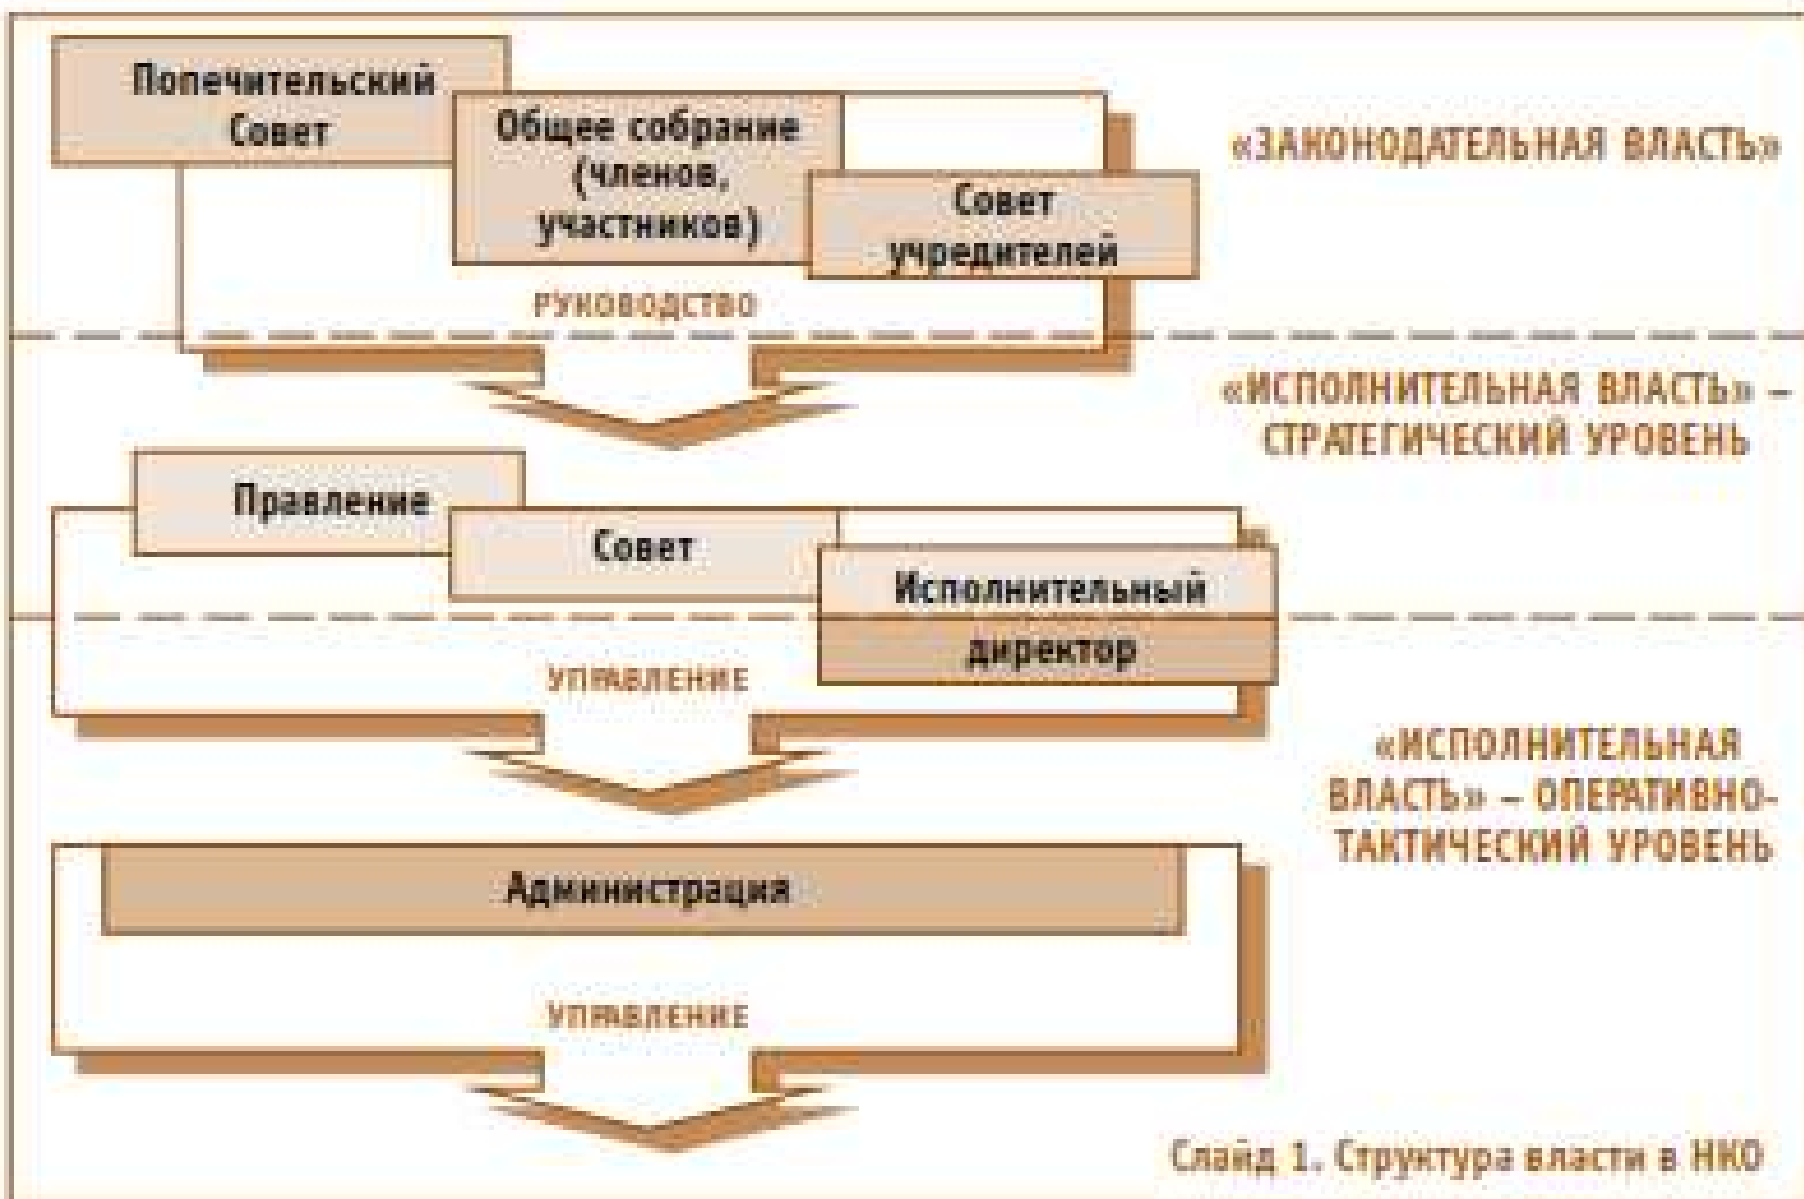 Попечительский
Совет
Общее собрание
(членов,
участников)
Совет
учредителей
«ЗАКОНОДАТЕЛЬНАЯ ВЛАСТЬ»
РУКОВОДСТВО
«ИСПОЛНИТЕЛЬНАЯ ВЛАСТЬ» –
СТРАТЕГИЧЕСКИЙ УРОВЕНЬ
Правление
Совет
Исполнительный
директор
УПРАВЛЕНИЕ
«ИСПОЛНИТЕЛЬНАЯ
ВЛАСТЬ» – ОПЕРАТИВНО-
ТАКТИЧЕСКИЙ УРОВЕНЬ
Администрация
УПРАВЛЕНИЕ
Слайд 1. Структура власти в НКО